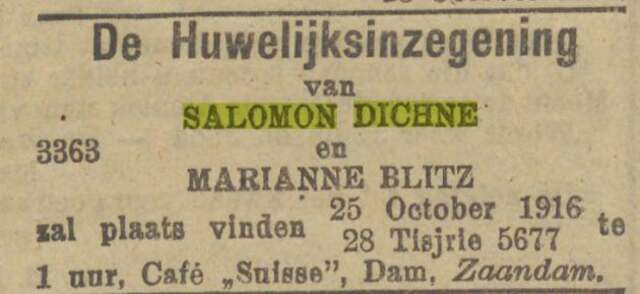 De Huwelijksinzegening
van
SALOMON DICHNE
3363 en
MARIANNE BLITZ
zal plaats vinden 25 October 1916 te
28 Tisjrie 5677
1 uur, Café „Suisse”, Dam, Zaandam.